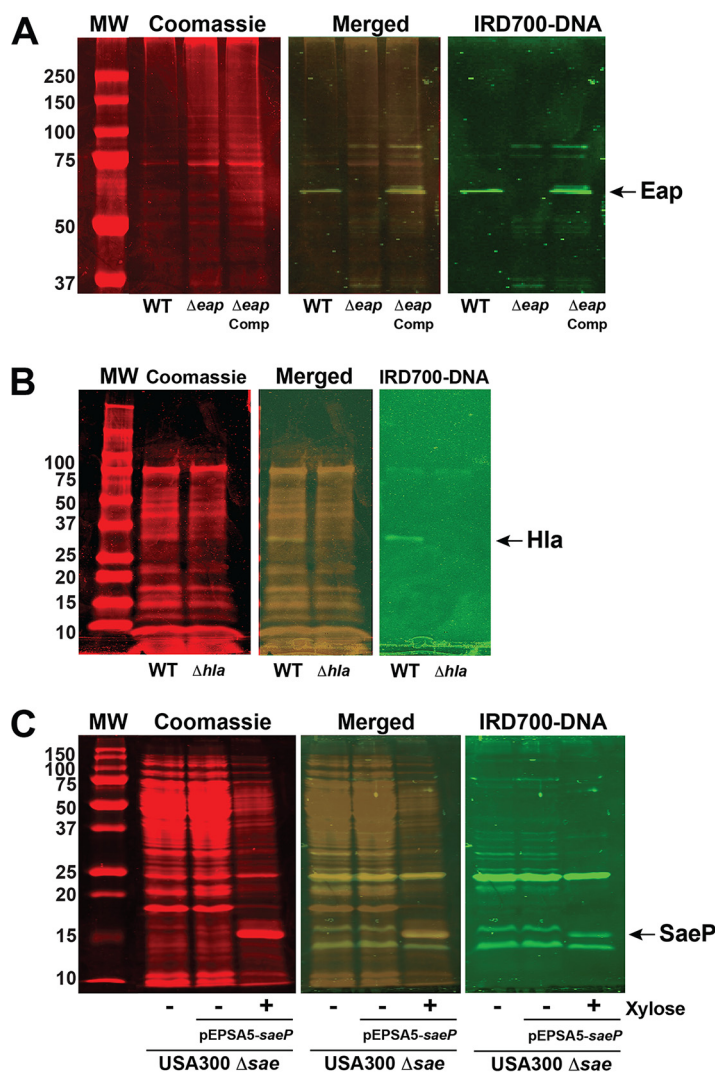 A
MW Coomassie Merged IRD700-DNA
250
150
100
75
50
37
← Eap
WT Δeap Δeap Comp WT Δeap Δeap Comp WT Δeap Δeap Comp
B
MW Coomassie Merged IRD700-DNA
100
75
50
37
25
20
15
10
← Hla
WT Δhla WT Δhla WT Δhla
C
MW Coomassie Merged IRD700-DNA
150
100
75
50
37
25
20
15
10
← SaeP
- - + - - + - - + Xylose
pEPSA5-saeP pEPSA5-saeP pEPSA5-saeP
USA300 Δsae USA300 Δsae USA300 Δsae